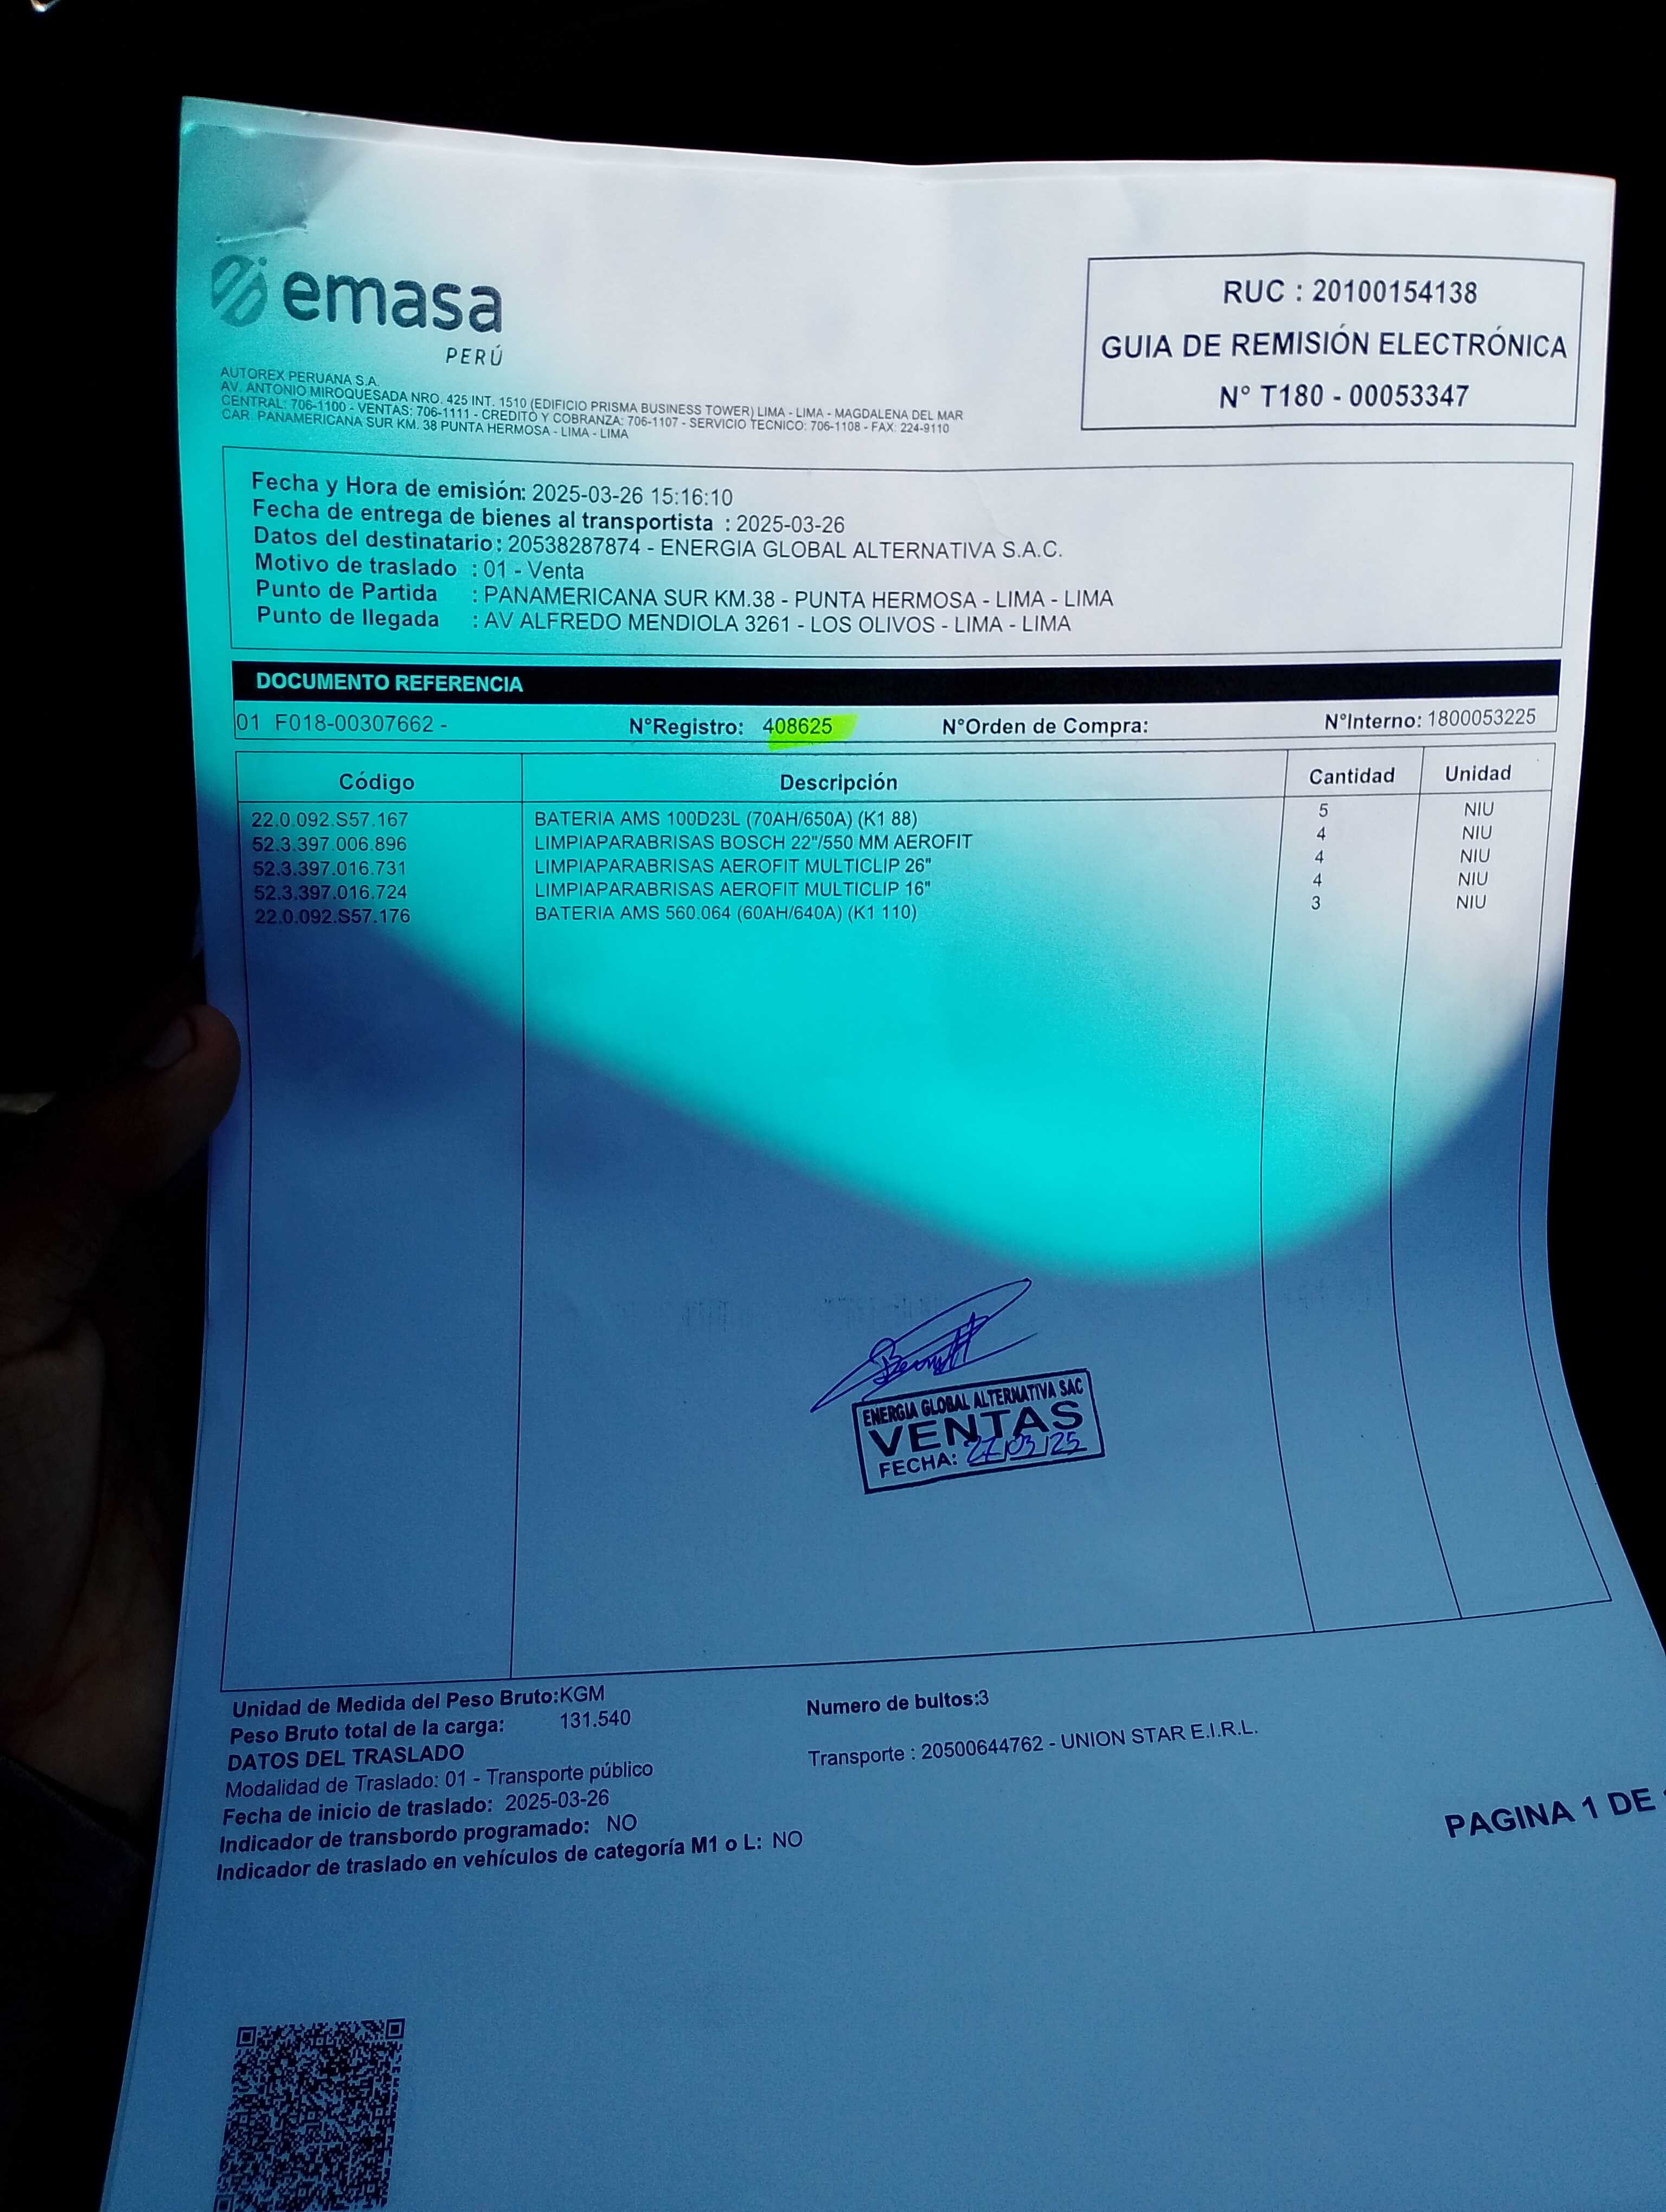 emasa
PERÚ
RUC : 20100154138
GUIA DE REMISIÓN ELECTRÓNICA
N° T180 - 00053347
AUTOREX PERUANA S.A.
AV. ANTONIO MIROQUESADA NRO. 425 INT. 1510 (EDIFICIO PRISMA BUSINESS TOWER) LIMA - LIMA - MAGDALENA DEL MAR
CENTRAL: 706-1100 - VENTAS: 706-1111 - CREDITO Y COBRANZA: 706-1107 - SERVICIO TECNICO: 706-1108 - FAX: 224-9110
CAR. PANAMERICANA SUR KM. 38 PUNTA HERMOSA - LIMA - LIMA
Fecha y Hora de emisión: 2025-03-26 15:16:10
Fecha de entrega de bienes al transportista : 2025-03-26
Datos del destinatario: 20538287874 - ENERGIA GLOBAL ALTERNATIVA S.A.C.
Motivo de traslado : 01 - Venta
Punto de Partida : PANAMERICANA SUR KM.38 - PUNTA HERMOSA - LIMA - LIMA
Punto de llegada : AV ALFREDO MENDIOLA 3261 - LOS OLIVOS - LIMA - LIMA
DOCUMENTO REFERENCIA
01 F018-00307662 - N°Registro: 408625 N°Orden de Compra: N°Interno: 1800053225
Código Descripción Cantidad Unidad
22.0.092.S57.167 BATERIA AMS 100D23L (70AH/650A) (K1 88) 5 NIU
52.3.397.006.896 LIMPIAPARABRISAS BOSCH 22"/550 MM AEROFIT 4 NIU
52.3.397.016.731 LIMPIAPARABRISAS AEROFIT MULTICLIP 26" 4 NIU
52.3.397.016.724 LIMPIAPARABRISAS AEROFIT MULTICLIP 16" 4 NIU
22.0.092.S57.176 BATERIA AMS 560.064 (60AH/640A) (K1 110) 3 NIU
ENERGIA GLOBAL ALTERNATIVA SAC
VENTAS
FECHA: 27/03/25
Unidad de Medida del Peso Bruto:KGM Numero de bultos:3
Peso Bruto total de la carga: 131.540
DATOS DEL TRASLADO Transporte : 20500644762 - UNION STAR E.I.R.L.
Modalidad de Traslado: 01 - Transporte público
Fecha de inicio de traslado: 2025-03-26
Indicador de transbordo programado: NO
Indicador de traslado en vehículos de categoría M1 o L: NO
PAGINA 1 DE